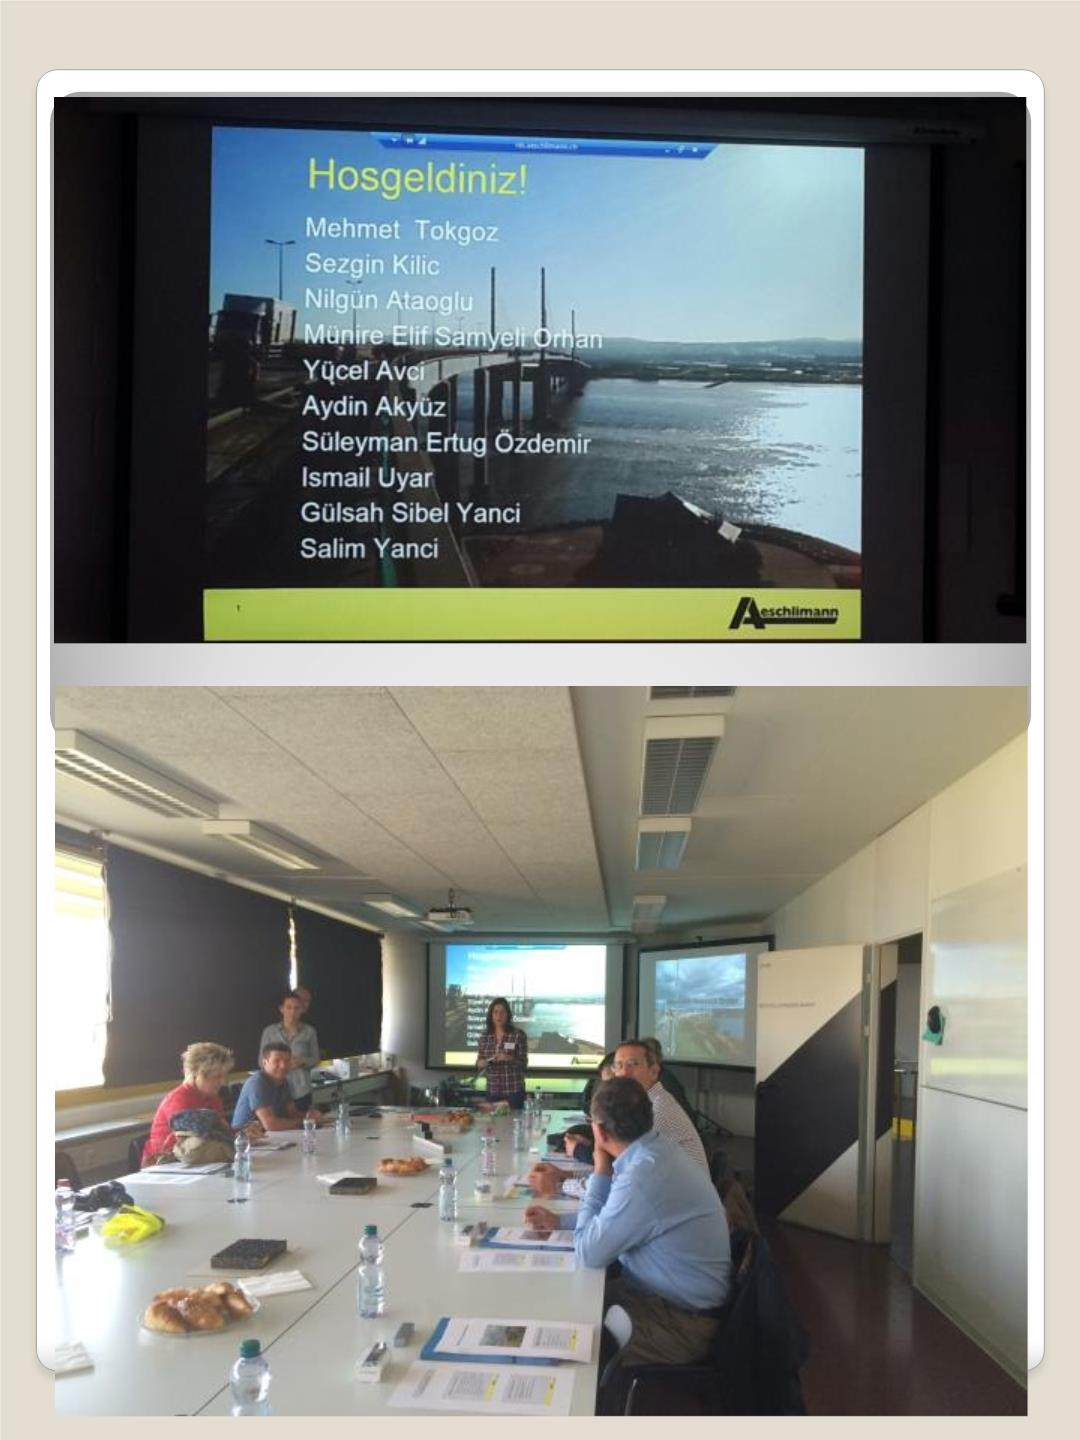 Hosgeldiniz!
Mehmet Tokgoz
Sezgin Kilic
Nilgün Ataoglu
Münire Elif Samyeli Orhan
Yücel Avci
Aydin Akyüz
Süleyman Ertug Özdemir
Ismail Uyar
Gülsah Sibel Yanci
Salim Yanci
1
Aeschlimann